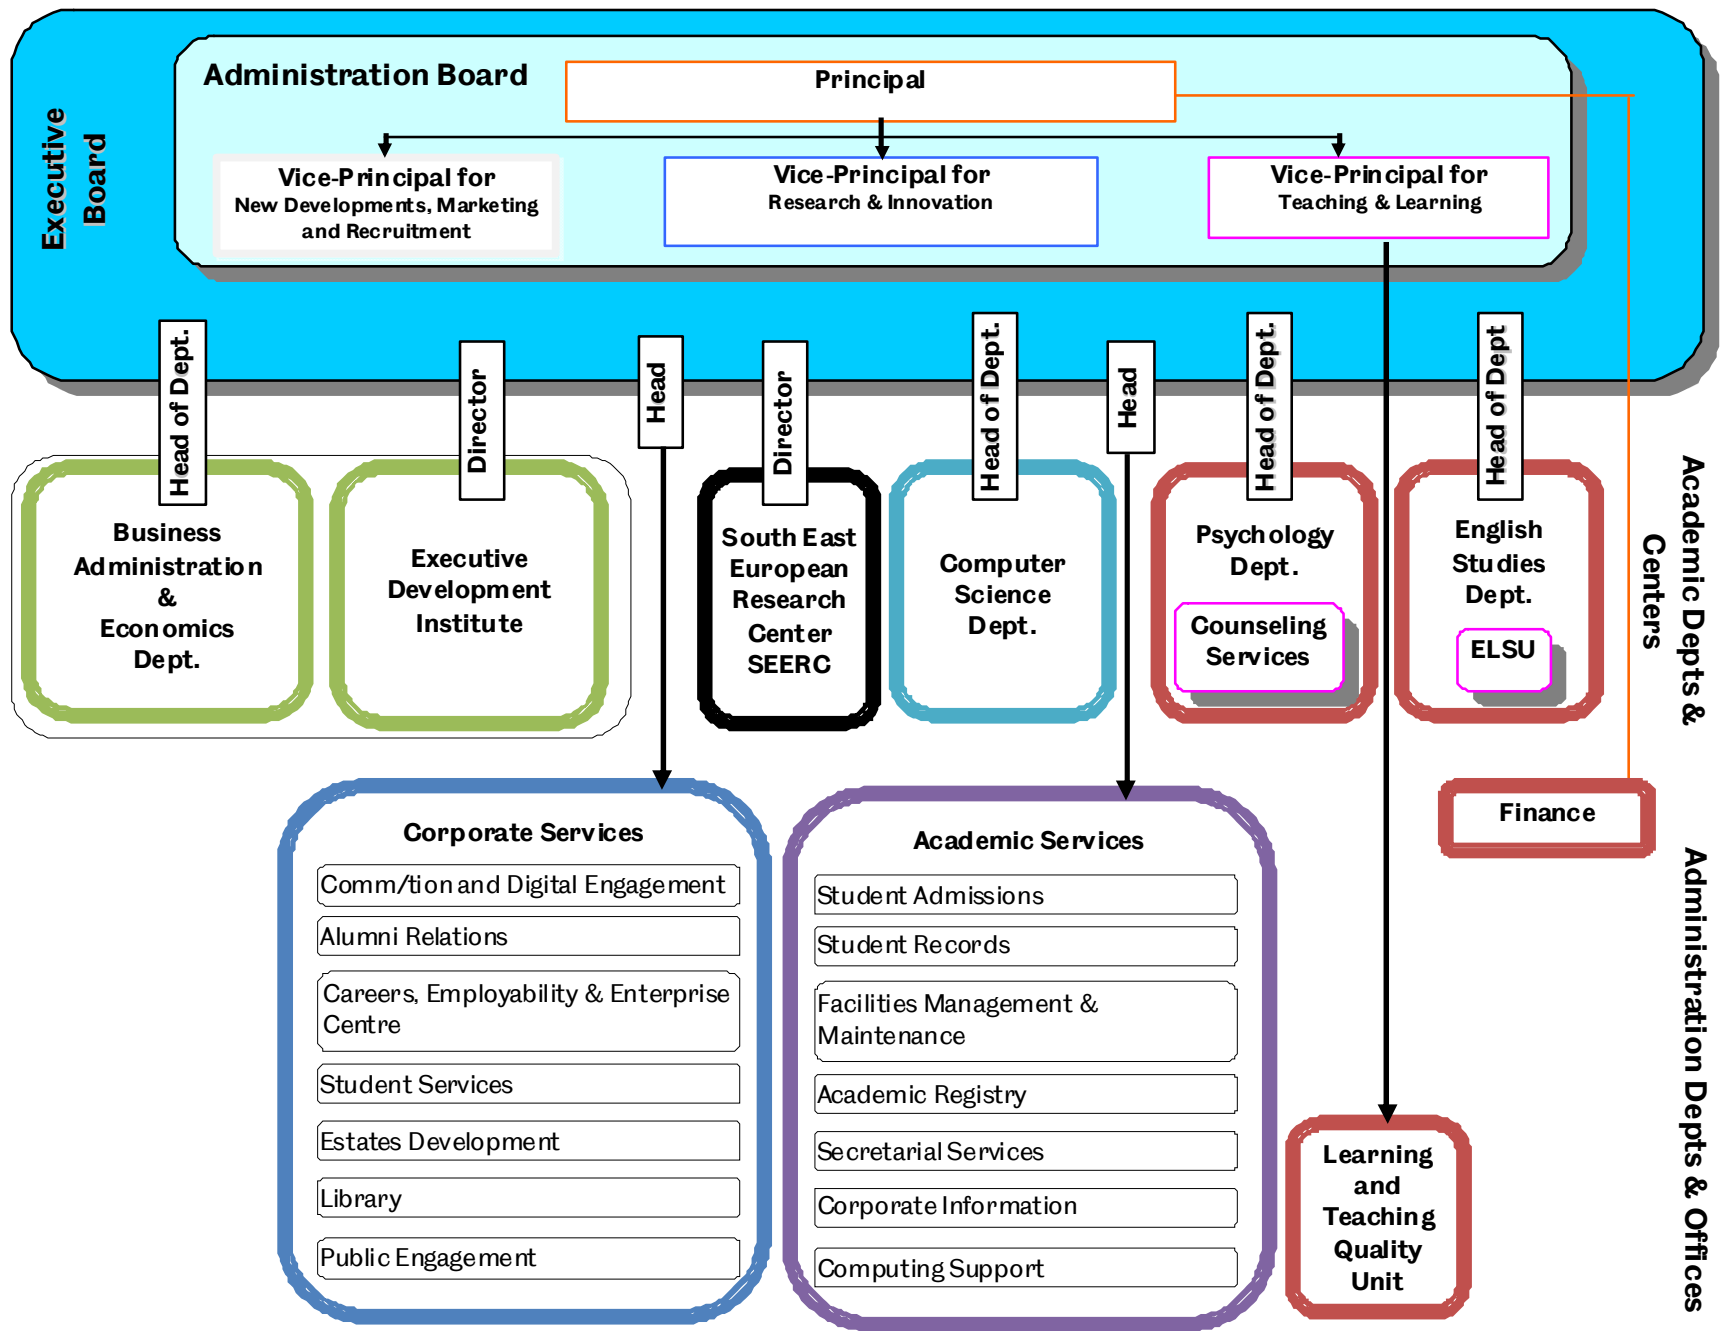 Administration Board
Principal
Executive
Board
Vice-Principal for
New Developments, Marketing
and Recruitment
Vice-Principal for
Research & Innovation
Vice-Principal for
Teaching & Learning
Head of Dept.
Director
Head
Director
Head of Dept.
Head
Head of Dept.
Head of Dept
Business
Administration
&
Economics
Dept.
Executive
Development
Institute
South East
European
Research
Center
SEERC
Computer
Science
Dept.
Psychology
Dept.
Counseling
Services
English
Studies
Dept.
ELSU
Academic Depts &
Centers
Finance
Corporate Services
Comm/tion and Digital Engagement
Alumni Relations
Careers, Employability & Enterprise
Centre
Student Services
Estates Development
Library
Public Engagement
Academic Services
Student Admissions
Student Records
Facilities Management &
Maintenance
Academic Registry
Secretarial Services
Corporate Information
Computing Support
Learning
and
Teaching
Quality
Unit
Administration Depts & Offices